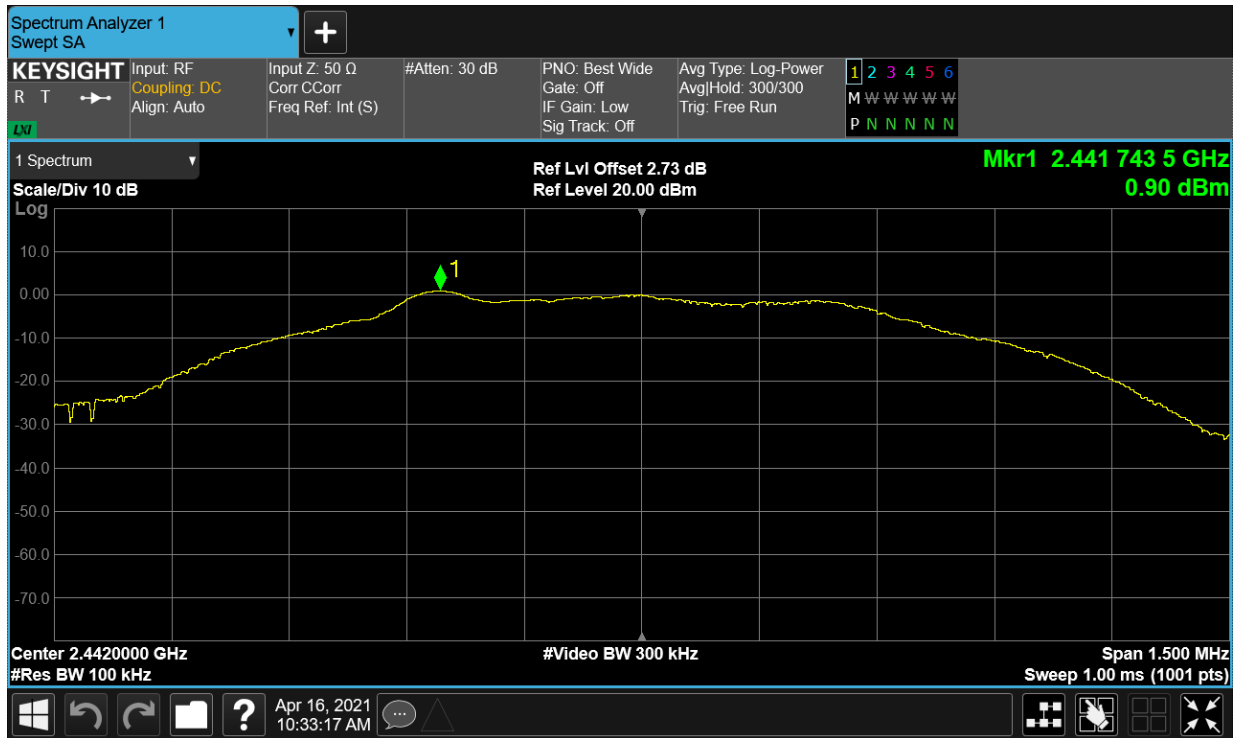 Spectrum Analyzer 1
Swept SA
+
KEYSIGHT
R T
LXI
Input: RF
Coupling: DC
Align: Auto
Input Z: 50 Ω
Corr CCorr
Freq Ref: Int (S)
#Atten: 30 dB
PNO: Best Wide
Gate: Off
IF Gain: Low
Sig Track: Off
Avg Type: Log-Power
Avg|Hold: 300/300
Trig: Free Run
1 2 3 4 5 6
M W W W W W
P N N N N N
1 Spectrum
Scale/Div 10 dB
Log
Ref Lvl Offset 2.73 dB
Ref Level 20.00 dBm
Mkr1 2.441 743 5 GHz
0.90 dBm
1
10.0
0.00
-10.0
-20.0
-30.0
-40.0
-50.0
-60.0
-70.0
Center 2.4420000 GHz
#Res BW 100 kHz
#Video BW 300 kHz
Span 1.500 MHz
Sweep 1.00 ms (1001 pts)
?
Apr 16, 2021
10:33:17 AM